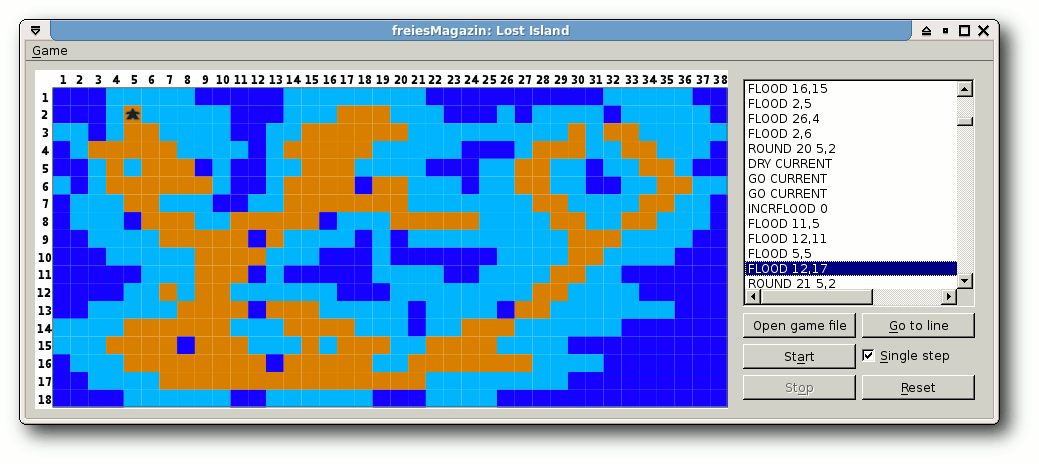 freiesMagazin: Lost Island
Game
1 2 3 4 5 6 7 8 9 10 11 12 13 14 15 16 17 18 19 20 21 22 23 24 25 26 27 28 29 30 31 32 33 34 35 36 37 38
1
2
3
4
5
6
7
8
9
10
11
12
13
14
15
16
17
18
FLOOD 16,15
FLOOD 2,5
FLOOD 26,4
FLOOD 2,6
ROUND 20 5,2
DRY CURRENT
GO CURRENT
GO CURRENT
INCRFLOOD 0
FLOOD 11,5
FLOOD 12,11
FLOOD 5,5
FLOOD 12,17
ROUND 21 5,2
Open game file
Go to line
Start
Single step
Stop
Reset